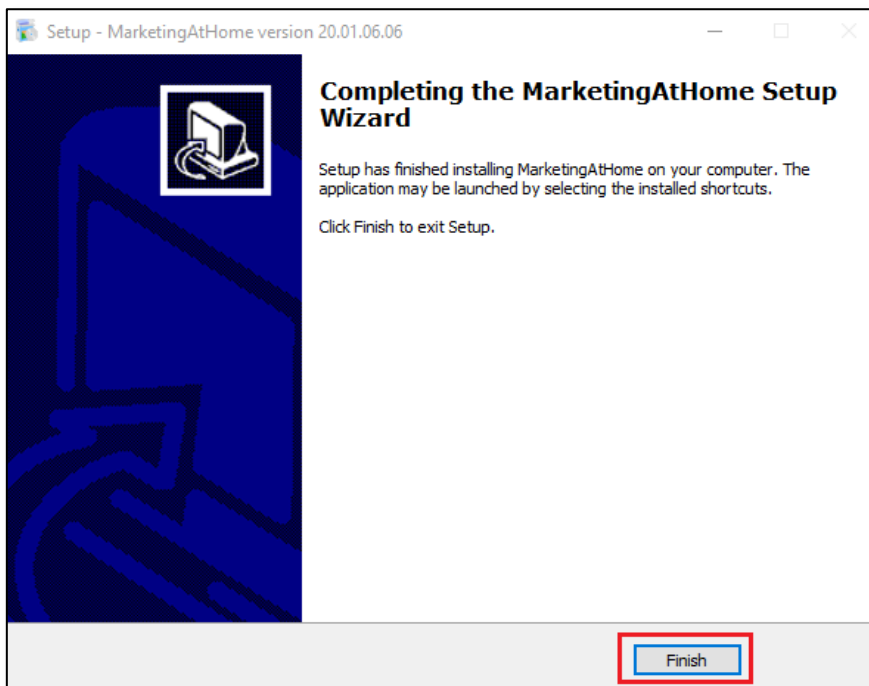 Setup - MarketingAtHome version 20.01.06.06
Completing the MarketingAtHome Setup
Wizard
Setup has finished installing MarketingAtHome on your computer. The
application may be launched by selecting the installed shortcuts.
Click Finish to exit Setup.
Finish